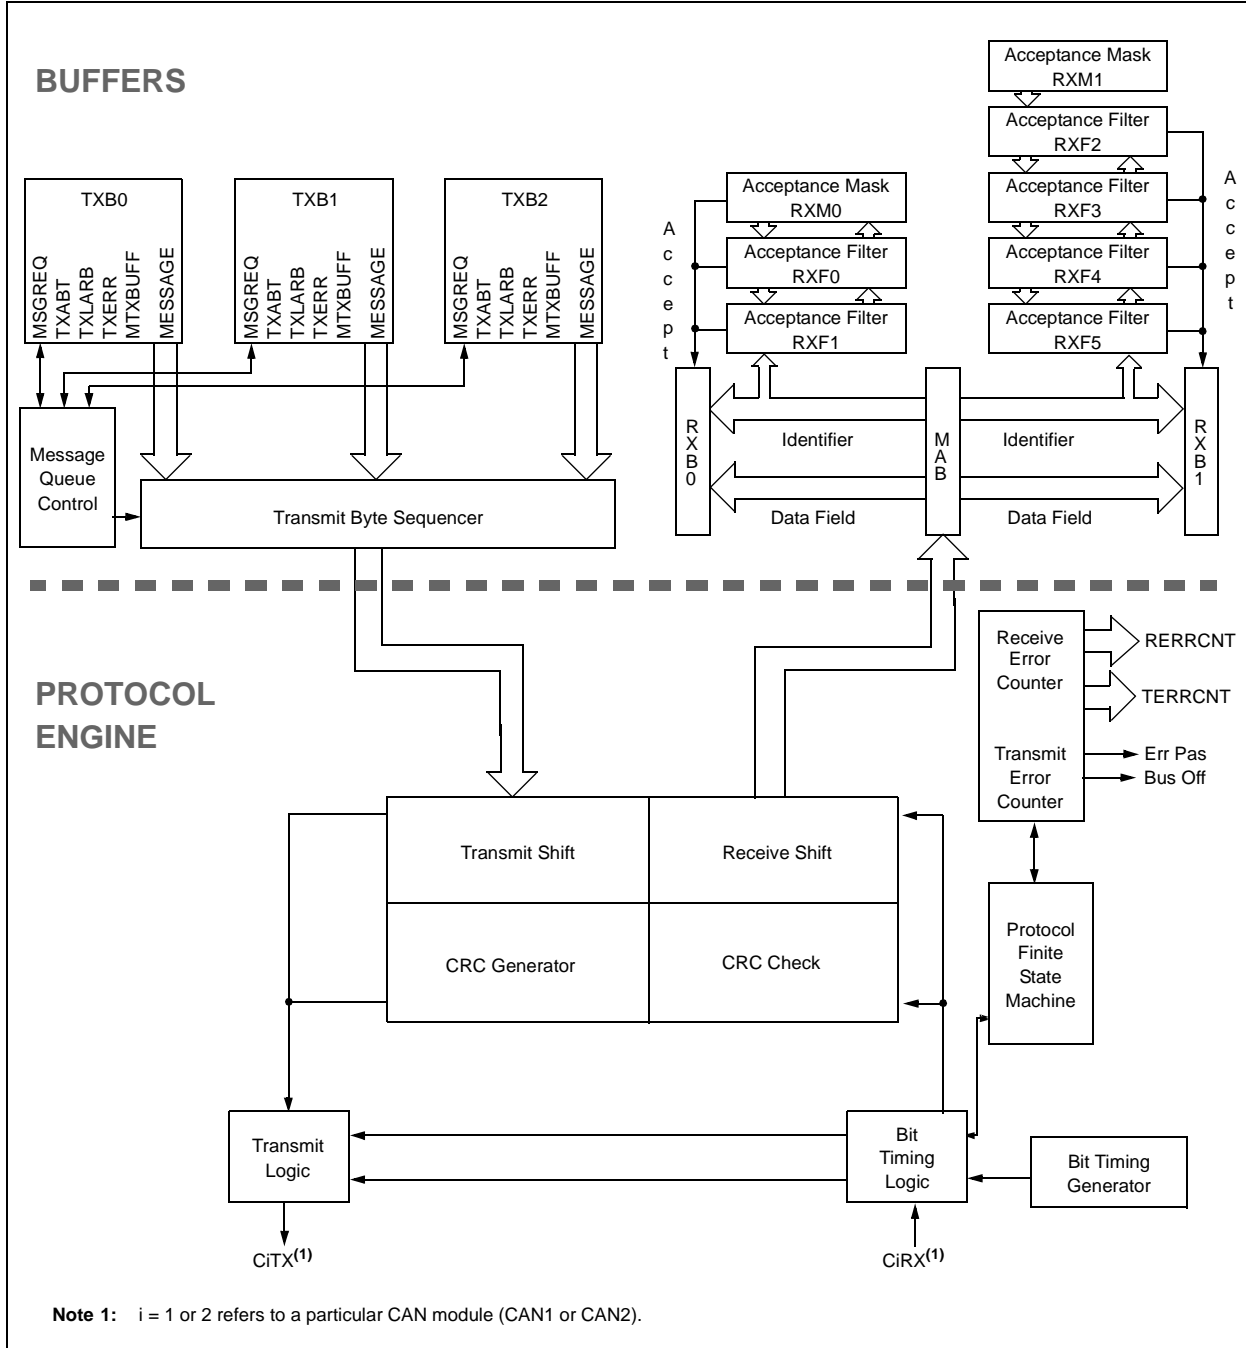 BUFFERS
Acceptance Mask
RXM1
Acceptance Filter
RXF2
Acceptance Filter
RXF3
Acceptance Filter
RXF4
Acceptance Filter
RXF5
Accept
Acceptance Mask
RXM0
Acceptance Filter
RXF0
Acceptance Filter
RXF1
Accept
TXB0
MSGREQ
TXABT
TXLARB
TXERR
MTXBUFF
MESSAGE
TXB1
MSGREQ
TXABT
TXLARB
TXERR
MTXBUFF
MESSAGE
TXB2
MSGREQ
TXABT
TXLARB
TXERR
MTXBUFF
MESSAGE
Message
Queue
Control
Transmit Byte Sequencer
RXB0
Identifier
Data Field
MAB
Identifier
Data Field
RXB1
PROTOCOL
ENGINE
Receive
Error
Counter
Transmit
Error
Counter
RERRCNT
TERRCNT
Err Pas
Bus Off
Transmit Shift
Receive Shift
CRC Generator
CRC Check
Protocol
Finite
State
Machine
Transmit
Logic
Bit
Timing
Logic
Bit Timing
Generator
CiTX(1)
CiRX(1)
Note 1: i = 1 or 2 refers to a particular CAN module (CAN1 or CAN2).